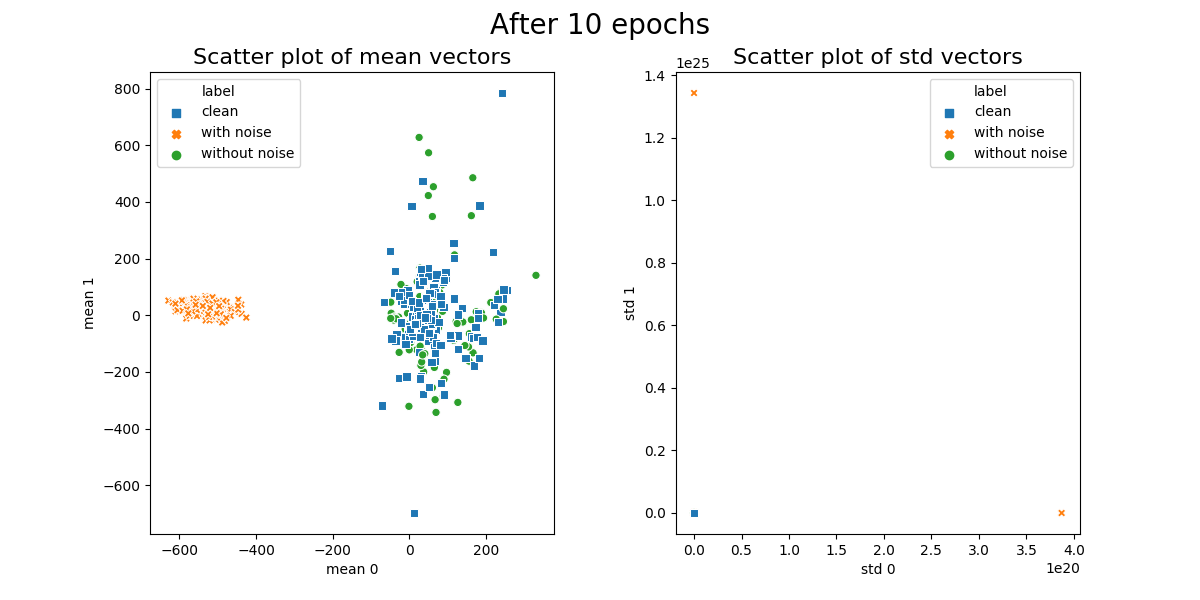 After 10 epochs
Scatter plot of mean vectors
label
clean
with noise
without noise
800
600
400
200
0
−200
−400
−600
mean 1
−600
−400
−200
0
200
mean 0
Scatter plot of std vectors
1e25
label
clean
with noise
without noise
1.4
1.2
1.0
0.8
0.6
0.4
0.2
0.0
std 1
0.0
0.5
1.0
1.5
2.0
2.5
3.0
3.5
4.0
std 0
1e20